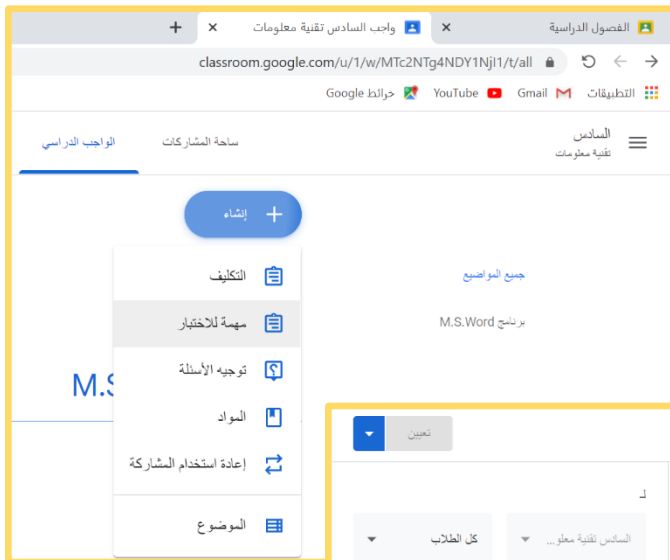 الفصول الدراسية
واجب السادس تقنية معلومات
classroom.google.com/u/1/w/MTc2NTg4NDY1NjI1/t/all
التطبيقات Gmail YouTube خرائط Google
السادس
تقنية معلومات
ساحة المشاركات
الواجب الدراسي
إنشاء
التكليف
مهمة للاختبار
توجيه الأسئلة
المواد
إعادة استخدام المشاركة
الموضوع
جميع المواضيع
برنامج M.S.Word
M.S
تعيين
لـ
السادس تقنية معلو...
كل الطلاب